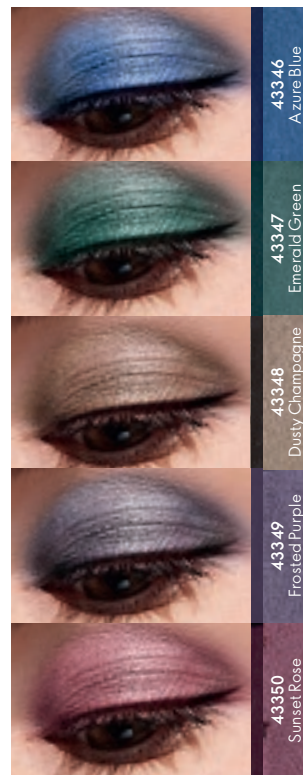 43346
Azure Blue
43347
Emerald Green
43348
Dusty Champagne
43349
Frosted Purple
43350
Sunset Rose